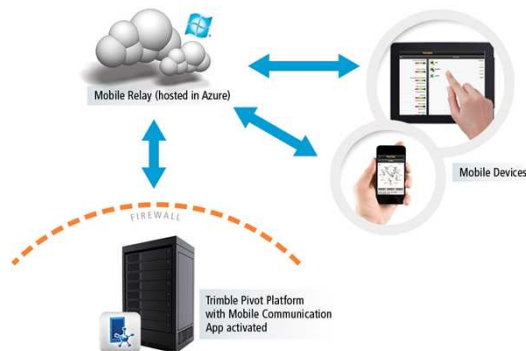 Mobile Relay (hosted in Azure)
Mobile Devices
FIREWALL
Trimble Pivot Platform
with Mobile Communication
App activated